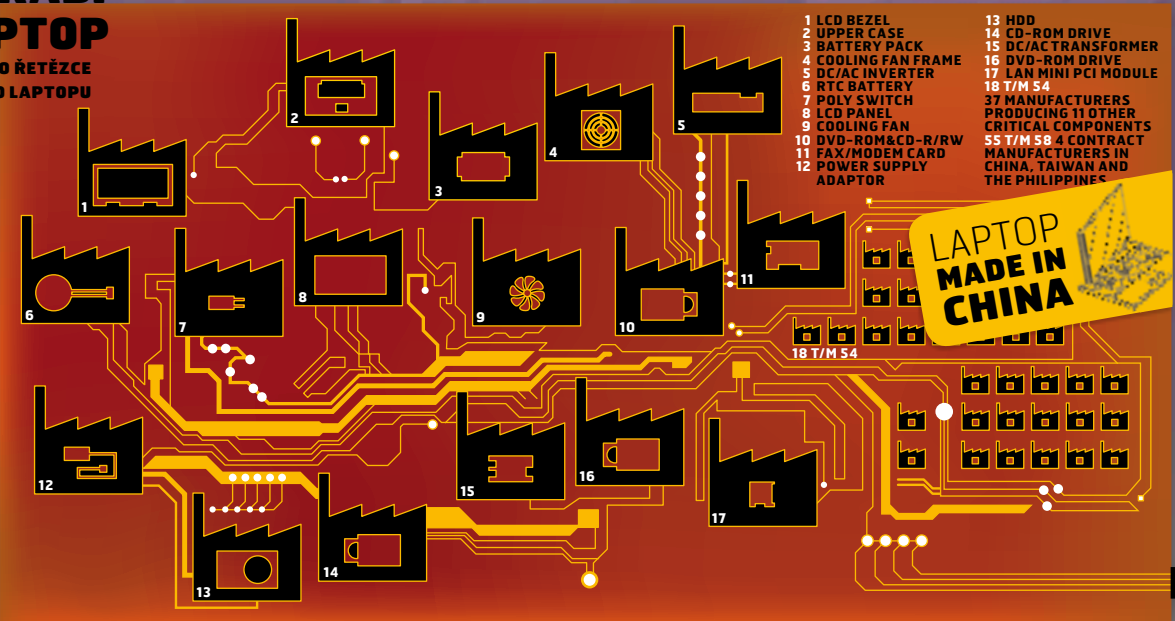 PTOP
O ŘETĚZCE
O LAPTOPU
1 LCD BEZEL
2 UPPER CASE
3 BATTERY PACK
4 COOLING FAN FRAME
5 DC/AC INVERTER
6 RTC BATTERY
7 POLY SWITCH
8 LCD PANEL
9 COOLING FAN
10 DVD-ROM&CD-R/RW
11 FAX/MODEM CARD
12 POWER SUPPLY
ADAPTOR
13 HDD
14 CD-ROM DRIVE
15 DC/AC TRANSFORMER
16 DVD-ROM DRIVE
17 LAN MINI PCI MODULE
18 T/M 54
37 MANUFACTURERS
PRODUCING 11 OTHER
CRITICAL COMPONENTS
55 T/M 58 4 CONTRACT
MANUFACTURERS IN
CHINA, TAIWAN AND
THE PHILIPPINES
LAPTOP
MADE IN
CHINA
1
2
3
4
5
6
7
8
9
10
11
18 T/M 54
12
13
14
15
16
17